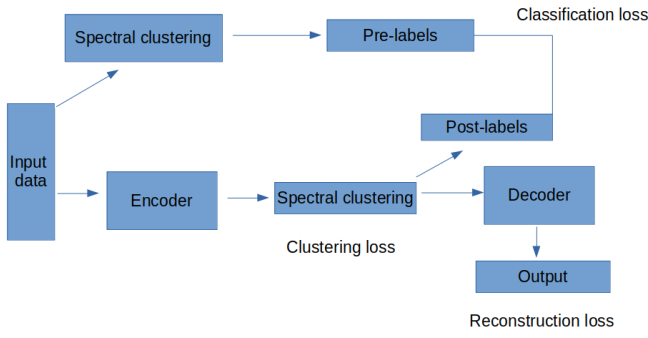 Classification loss
Spectral clustering
Pre-labels
Post-labels
Input
data
Encoder
Spectral clustering
Decoder
Clustering loss
Output
Reconstruction loss